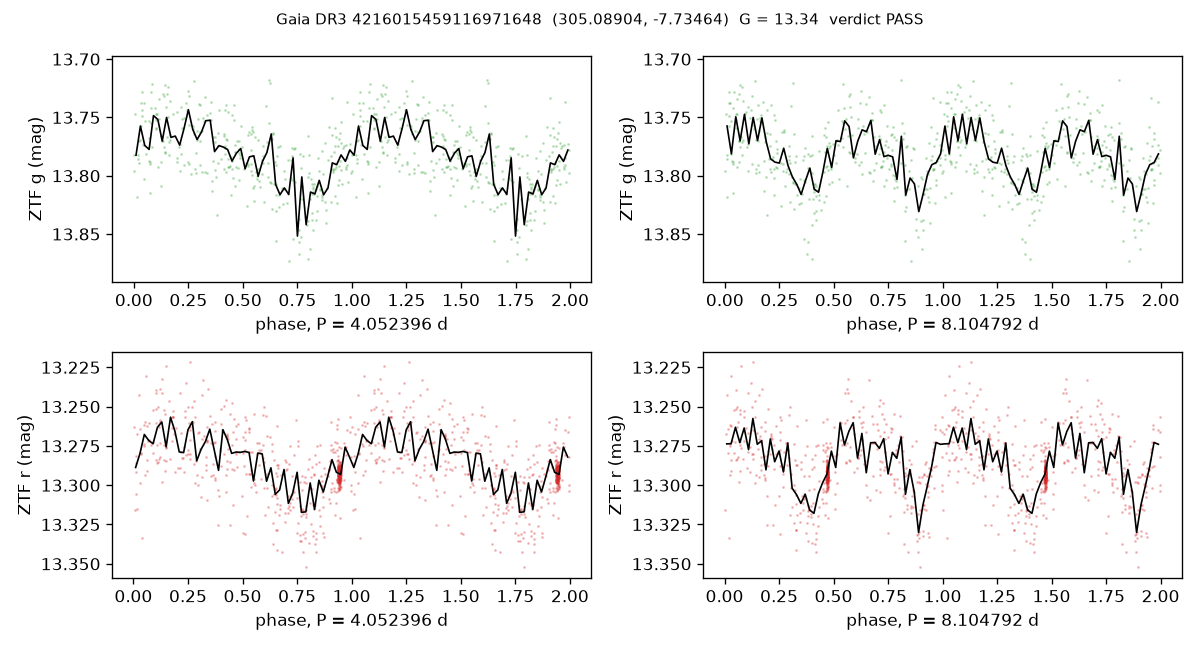 Gaia DR3 4216015459116971648 (305.08904, -7.73464) G = 13.34 verdict PASS
ZTF g (mag)
13.70
13.75
13.80
13.85
0.00 0.25 0.50 0.75 1.00 1.25 1.50 1.75 2.00
phase, P = 4.052396 d
ZTF g (mag)
13.70
13.75
13.80
13.85
0.00 0.25 0.50 0.75 1.00 1.25 1.50 1.75 2.00
phase, P = 8.104792 d
ZTF r (mag)
13.225
13.250
13.275
13.300
13.325
13.350
0.00 0.25 0.50 0.75 1.00 1.25 1.50 1.75 2.00
phase, P = 4.052396 d
ZTF r (mag)
13.225
13.250
13.275
13.300
13.325
13.350
0.00 0.25 0.50 0.75 1.00 1.25 1.50 1.75 2.00
phase, P = 8.104792 d